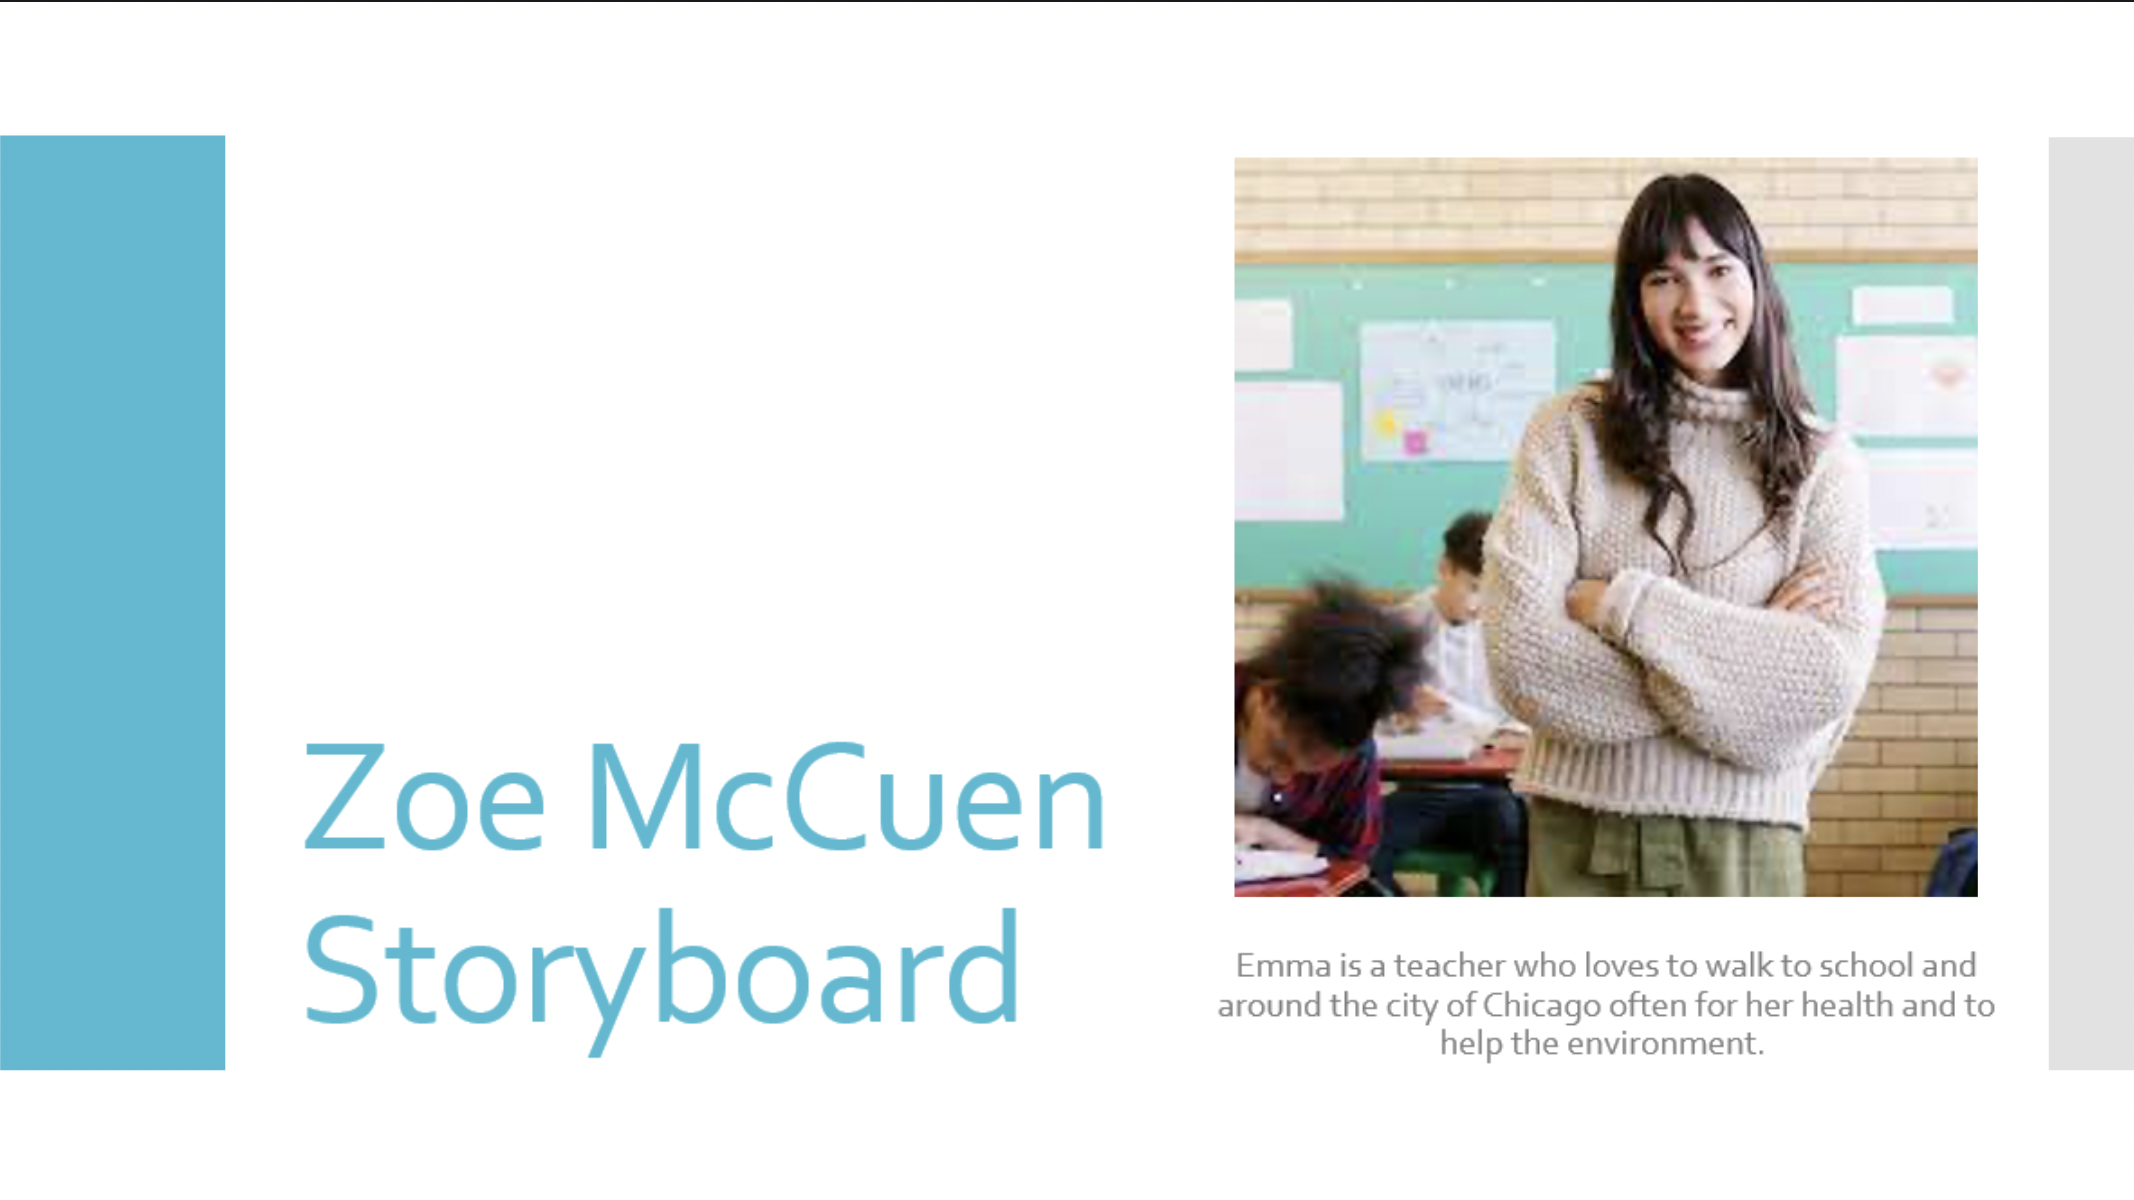 Zoe McCuen
Storyboard
Emma is a teacher who loves to walk to school and
around the city of Chicago often for her health and to
help the environment.